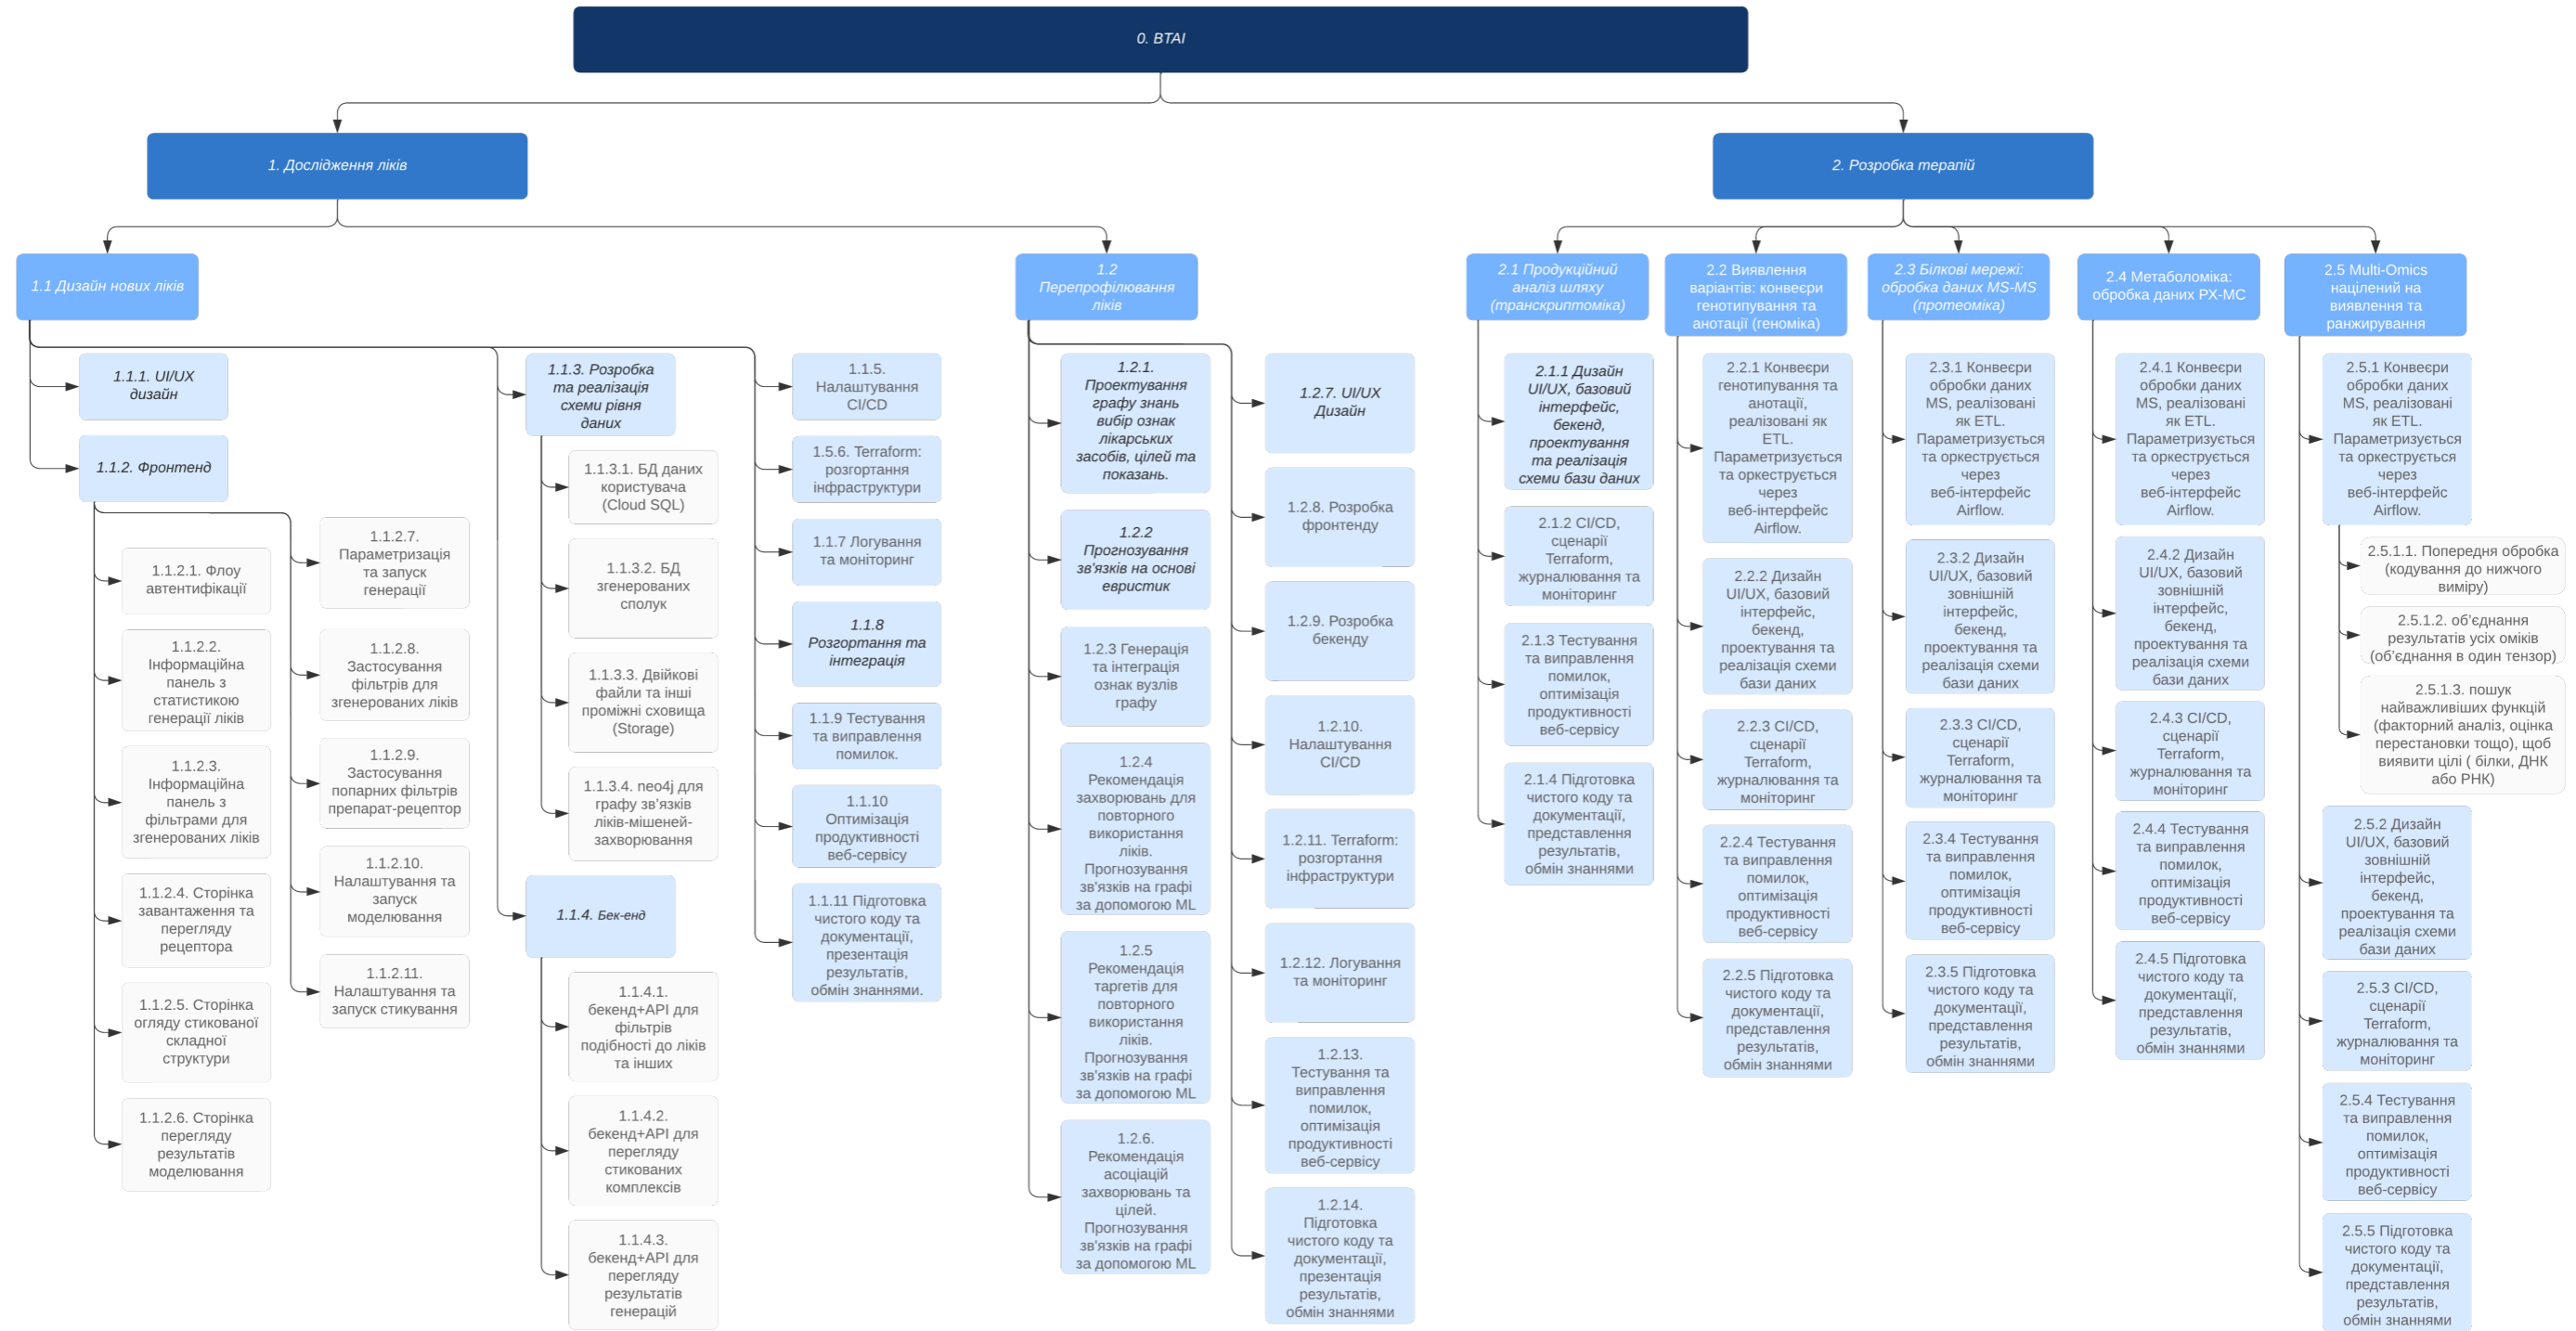 0. BTAI
1. Дослідження ліків
2. Розробка терапій
1.1 Дизайн нових ліків
1.1.1. UI/UX
дизайн
1.1.2. Фронтенд
1.1.2.1. Флоу
автентифікації
1.1.2.2.
Інформаційна
панель з
статистикою
генерації ліків
1.1.2.3.
Інформаційна
панель з
фільтрами для
згенерованих ліків
1.1.2.4. Сторінка
завантаження та
перегляду
рецептора
1.1.2.5. Сторінка
огляду стикованої
складної
структури
1.1.2.6. Сторінка
перегляду
результатів
моделювання
1.1.2.7.
Параметризація
та запуск
генерації
1.1.2.8.
Застосування
фільтрів для
згенерованих ліків
1.1.2.9.
Застосування
попарних фільтрів
препарат-рецептор
1.1.2.10.
Налаштування та
запуск
моделювання
1.1.2.11.
Налаштування та
запуск стикування
1.1.3. Розробка
та реалізація
схеми рівня
даних
1.1.3.1. БД даних
користувача
(Cloud SQL)
1.1.3.2. БД
згенерованих
сполук
1.1.3.3. Двійкові
файли та інші
проміжні сховища
(Storage)
1.1.3.4. neo4j для
графу зв’язків
ліків-мішеней-
захворювання
1.1.4. Бек-енд
1.1.4.1.
бекенд+API для
фільтрів
подібності до ліків
та інших
1.1.4.2.
бекенд+API для
перегляду
стикованих
комплексів
1.1.4.3.
бекенд+API для
перегляду
результатів
генерацій
1.1.5.
Налаштування
CI/CD
1.5.6. Terraform:
розгортання
інфраструктури
1.1.7 Логування
та моніторинг
1.1.8
Розгортання та
інтеграція
1.1.9 Тестування
та виправлення
помилок.
1.1.10
Оптимізація
продуктивності
веб-сервісу
1.1.11 Підготовка
чистого коду та
документації,
презентація
результатів,
обмін знаннями.
1.2
Перепрофілювання
ліків
1.2.1.
Проектування
графу знань
вибір ознак
лікарських
засобів, цілей та
показань.
1.2.2
Прогнозування
зв'язків на основі
евристик
1.2.3 Генерація
та інтеграція
ознак вузлів
графу
1.2.4
Рекомендація
захворювань для
повторного
використання
ліків.
Прогнозування
зв'язків на графі
за допомогою ML
1.2.5
Рекомендація
таргетів для
повторного
використання
ліків.
Прогнозування
зв'язків на графі
за допомогою ML
1.2.6.
Рекомендація
асоціацій
захворювань та
цілей.
Прогнозування
зв'язків на графі
за допомогою ML
1.2.7. UI/UX
Дизайн
1.2.8. Розробка
фронтенду
1.2.9. Розробка
бекенду
1.2.10.
Налаштування
CI/CD
1.2.11. Terraform:
розгортання
інфраструктури
1.2.12. Логування
та моніторинг
1.2.13.
Тестування та
виправлення
помилок,
оптимізація
продуктивності
веб-сервісу
1.2.14.
Підготовка
чистого коду та
документації,
презентація
результатів,
обмін знаннями
2.1 Продукційний
аналіз шляху
(транскриптоміка)
2.1.1 Дизайн
UI/UX, базовий
інтерфейс,
бекенд,
проектування
та реалізація
схеми бази даних
2.1.2 CI/CD,
сценарії
Terraform,
журналювання та
моніторинг
2.1.3 Тестування
та виправлення
помилок,
оптимізація
продуктивності
веб-сервісу
2.1.4 Підготовка
чистого коду та
документації,
представлення
результатів,
обмін знаннями
2.2 Виявлення
варіантів: конвеєри
генотипування та
анотації (геноміка)
2.2.1 Конвеєри
генотипування та
анотації,
реалізовані як
ETL.
Параметризується
та оркеструється
через
веб-інтерфейс
Airflow.
2.2.2 Дизайн
UI/UX, базовий
інтерфейс,
бекенд,
проектування та
реалізація схеми
бази даних
2.2.3 CI/CD,
сценарії
Terraform,
журналювання та
моніторинг
2.2.4 Тестування
та виправлення
помилок,
оптимізація
продуктивності
веб-сервісу
2.2.5 Підготовка
чистого коду та
документації,
представлення
результатів,
обмін знаннями
2.3 Білкові мережі:
обробка даних MS-MS
(протеоміка)
2.3.1 Конвеєри
обробки даних
MS, реалізовані
як ETL.
Параметризується
та оркеструється
через
веб-інтерфейс
Airflow.
2.3.2 Дизайн
UI/UX, базовий
зовнішній
інтерфейс,
бекенд,
проектування та
реалізація схеми
бази даних
2.3.3 CI/CD,
сценарії
Terraform,
журналювання та
моніторинг
2.3.4 Тестування
та виправлення
помилок,
оптимізація
продуктивності
веб-сервісу
2.3.5 Підготовка
чистого коду та
документації,
представлення
результатів,
обмін знаннями
2.4 Метаболоміка:
обробка даних РХ-МС
2.4.1 Конвеєри
обробки даних
MS, реалізовані
як ETL.
Параметризується
та оркеструється
через
веб-інтерфейс
Airflow.
2.4.2 Дизайн
UI/UX, базовий
зовнішній
інтерфейс,
бекенд,
проектування та
реалізація схеми
бази даних
2.4.3 CI/CD,
сценарії
Terraform,
журналювання та
моніторинг
2.4.4 Тестування
та виправлення
помилок,
оптимізація
продуктивності
веб-сервісу
2.4.5 Підготовка
чистого коду та
документації,
представлення
результатів,
обмін знаннями
2.5 Multi-Omics
націлений на
виявлення та
ранжирування
2.5.1 Конвеєри
обробки даних
MS, реалізовані
як ETL.
Параметризується
та оркеструється
через
веб-інтерфейс
Airflow.
2.5.1.1. Попередня обробка
(кодування до нижчого
виміру)
2.5.1.2. об’єднання
результатів усіх оміків
(об’єднання в один тензор)
2.5.1.3. пошук
найважливіших функцій
(факторний аналіз, оцінка
перестановки тощо), щоб
виявити цілі ( білки, ДНК
або РНК)
2.5.2 Дизайн
UI/UX, базовий
зовнішній
інтерфейс,
бекенд,
проектування та
реалізація схеми
бази даних
2.5.3 CI/CD,
сценарії
Terraform,
журналювання та
моніторинг
2.5.4 Тестування
та виправлення
помилок,
оптимізація
продуктивності
веб-сервісу
2.5.5 Підготовка
чистого коду та
документації,
представлення
результатів,
обмін знаннями